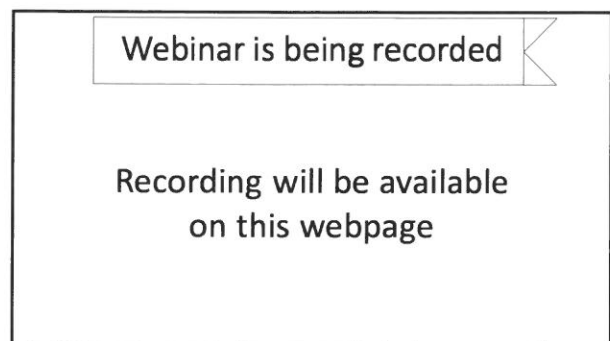 Webinar is being recorded
Recording will be available
on this webpage